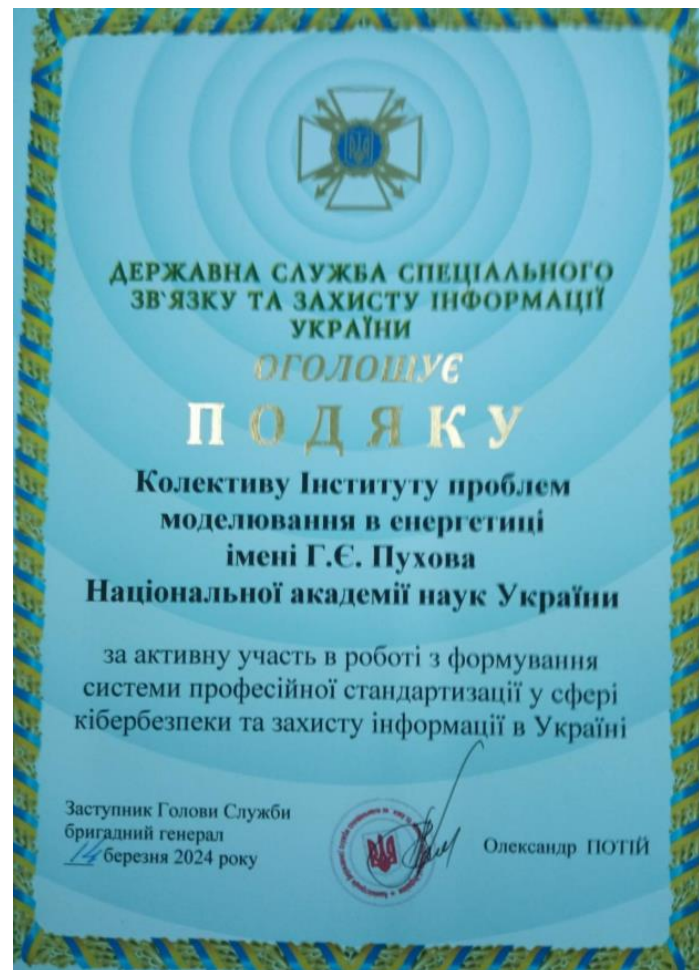 ДЕРЖАВНА СЛУЖБА СПЕЦІАЛЬНОГО
ЗВ`ЯЗКУ ТА ЗАХИСТУ ІНФОРМАЦІЇ
УКРАЇНИ
ОГОЛОШУЄ
ПОДЯКУ
Колективу Інституту проблем
моделювання в енергетиці
імені Г.Є. Пухова
Національної академії наук України
за активну участь в роботі з формування
системи професійної стандартизації у сфері
кібербезпеки та захисту інформації в Україні
Заступник Голови Служби
бригадний генерал
14 березня 2024 року
Олександр ПОТІЙ